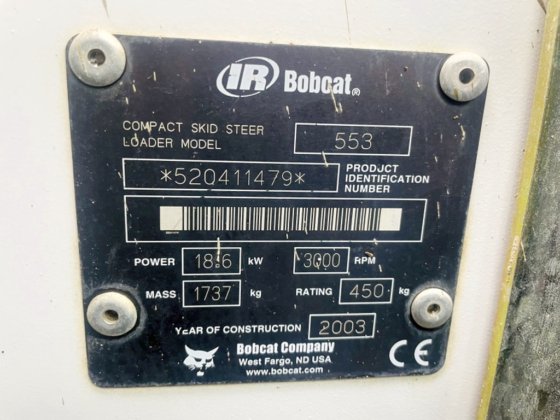 IR Bobcat®
COMPACT SKID STEER
LOADER MODEL 553
*520411479* PRODUCT
IDENTIFICATION
NUMBER
POWER 18.6 kW 3000 RPM
MASS 1737 kg RATING 450 kg
YEAR OF CONSTRUCTION 2003
Bobcat Company
West Fargo, ND USA
www.bobcat.com CE